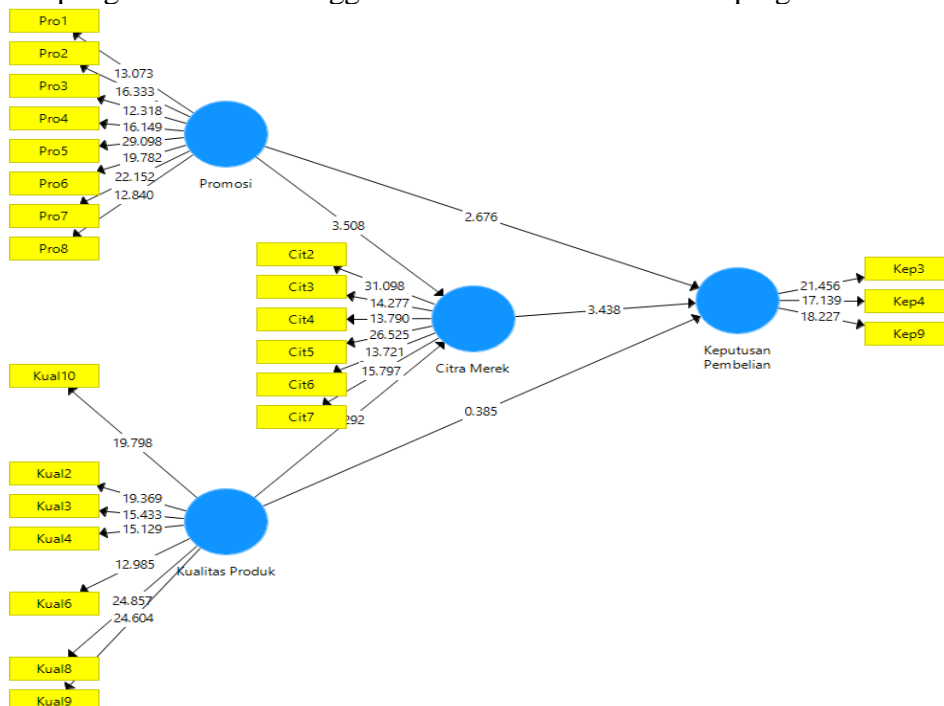 Pro1
Pro2
Pro3
Pro4
Pro5
Pro6
Pro7
Pro8
13.073
16.333
12.318
16.149
29.098
19.782
22.152
12.840
Promosi
3.508
2.676
Cit2
Cit3
Cit4
Cit5
Cit6
Cit7
31.098
14.277
13.790
26.525
13.721
15.797
Citra Merek
3.438
Keputusan
Pembelian
21.456
17.139
18.227
Kep3
Kep4
Kep9
292
0.385
Kual10
Kual2
Kual3
Kual4
Kual6
Kual8
Kual9
19.798
19.369
15.433
15.129
12.985
24.857
24.604
Kualitas Produk